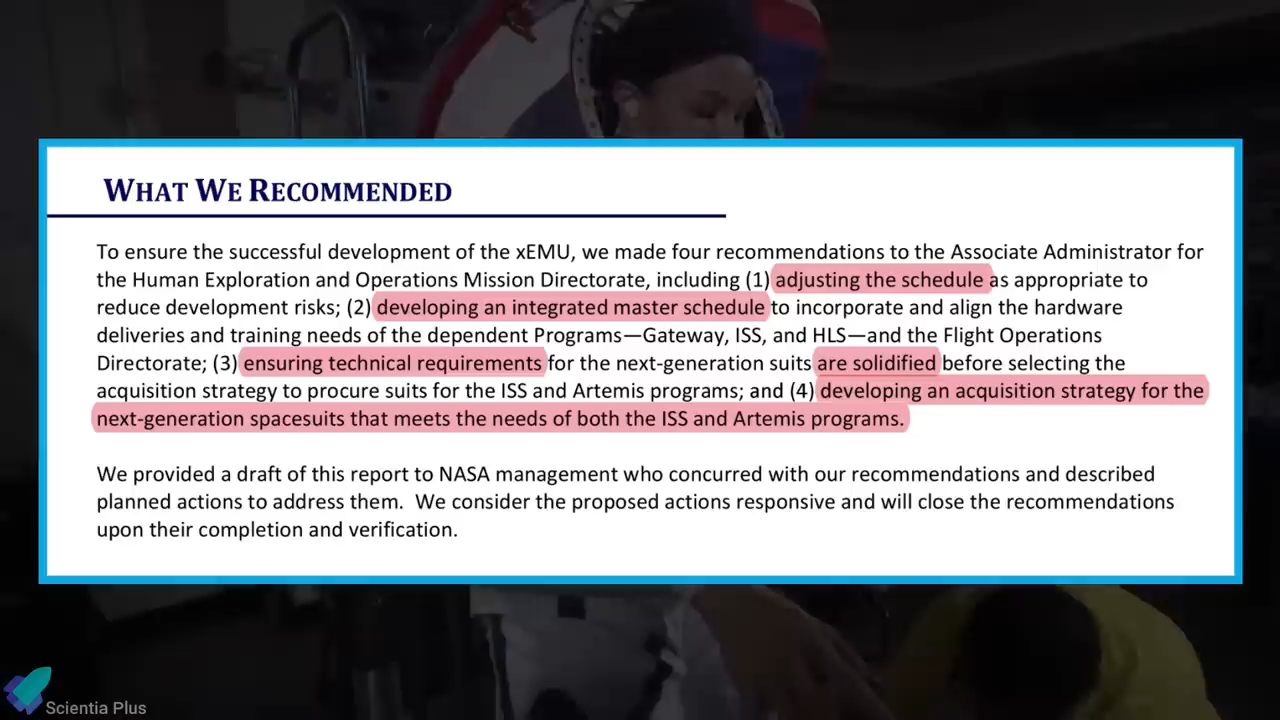 WHAT WE RECOMMENDED
To ensure the successful development of the xEMU, we made four recommendations to the Associate Administrator for
the Human Exploration and Operations Mission Directorate, including (1) adjusting the schedule as appropriate to
reduce development risks; (2) developing an integrated master schedule to incorporate and align the hardware
deliveries and training needs of the dependent Programs—Gateway, ISS, and HLS—and the Flight Operations
Directorate; (3) ensuring technical requirements for the next-generation suits are solidified before selecting the
acquisition strategy to procure suits for the ISS and Artemis programs; and (4) developing an acquisition strategy for the
next-generation spacesuits that meets the needs of both the ISS and Artemis programs.
We provided a draft of this report to NASA management who concurred with our recommendations and described
planned actions to address them.  We consider the proposed actions responsive and will close the recommendations
upon their completion and verification.
Scientia Plus